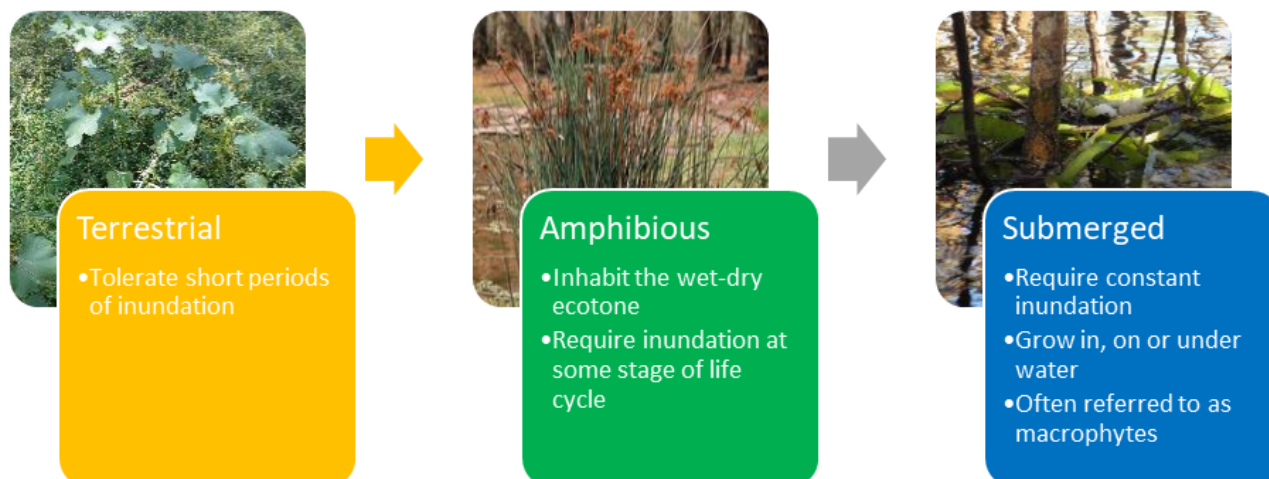 Terrestrial
•Tolerate short periods
of inundation
Amphibious
•Inhabit the wet-dry
ecotone
•Require inundation at
some stage of life
cycle
Submerged
•Require constant
inundation
•Grow in, on or under
water
•Often referred to as
macrophytes